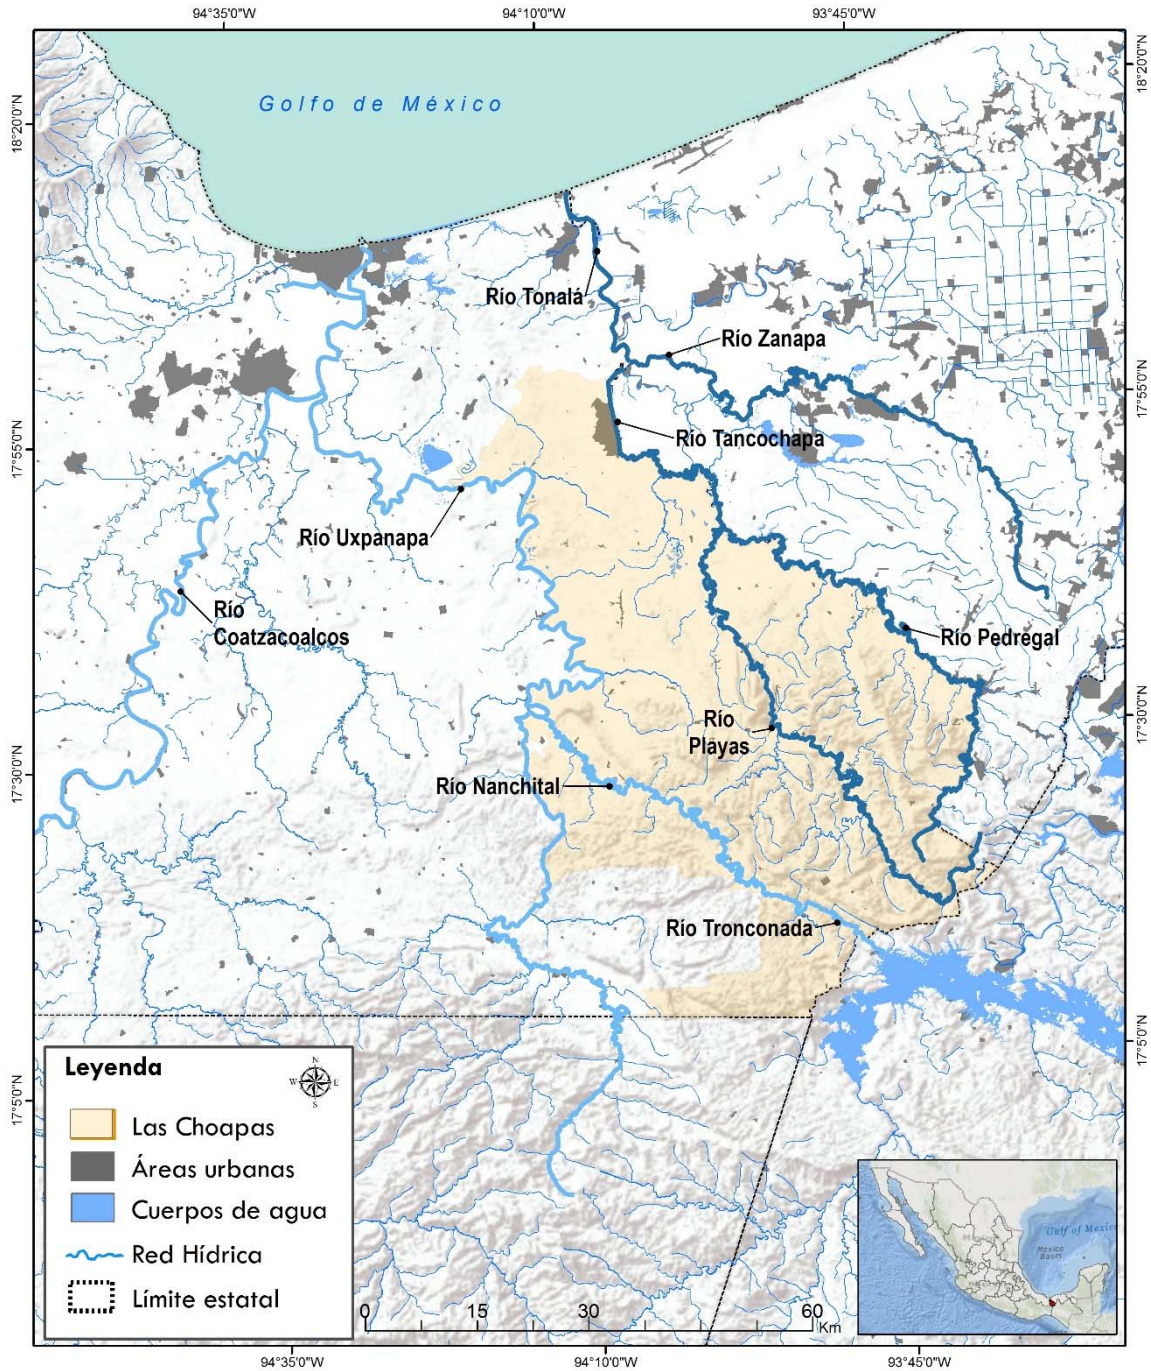 94°35'0"W
94°10'0"W
93°45'0"W
18°20'0"N
18°20'0"N
Golfo de México
Río Tonalá
Río Zanapa
17°55'0"N
Río Tancochapa
17°55'0"N
Río Uxpanapa
Río
Coatzacoalcos
Río Pedregal
Río
Playas
17°30'0"N
17°30'0"N
Río Nanchital
Río Tronconada
17°5'0"N
17°5'0"N
Leyenda
N
W
E
S
Las Choapas
Áreas urbanas
Cuerpos de agua
Red Hídrica
Límite estatal
0
15
30
60
Km
Gulf of Mexico
Mexico
Basin
94°35'0"W
94°10'0"W
93°45'0"W